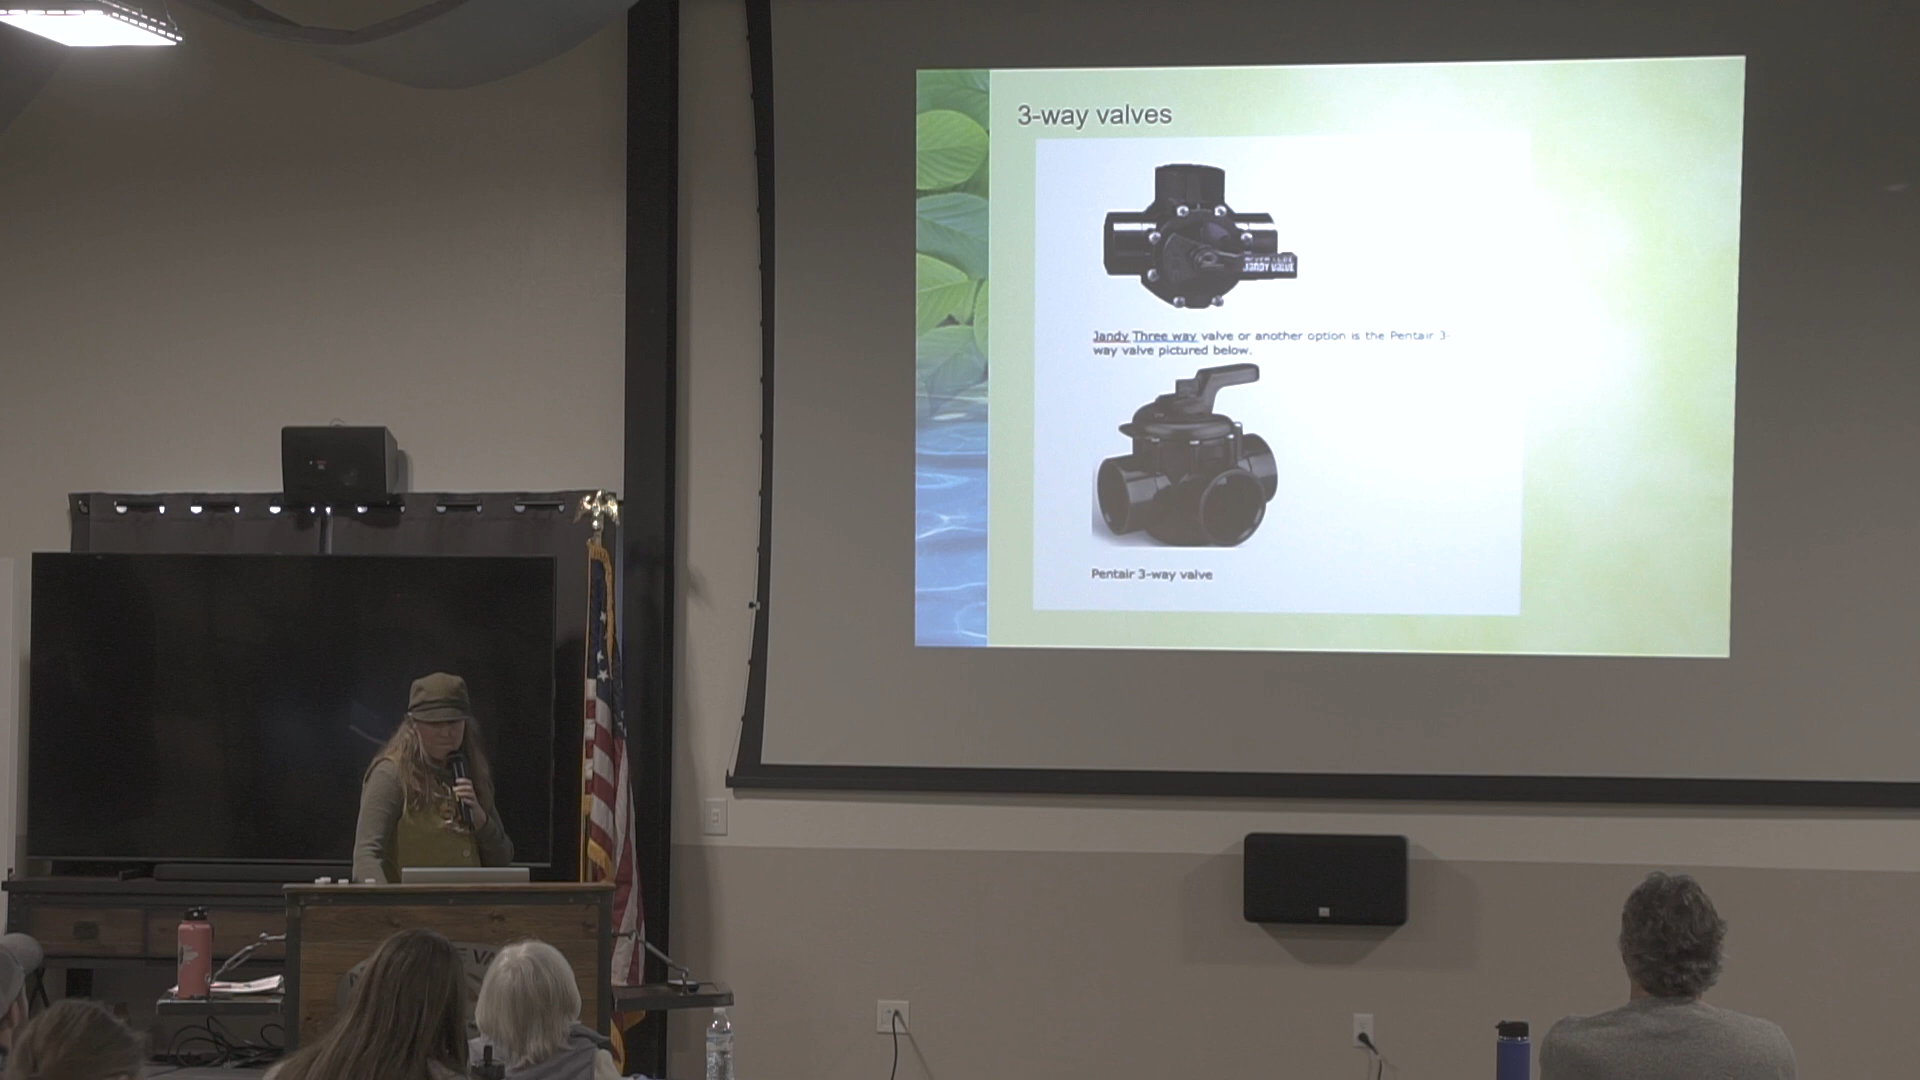 3-way valves
Jandy Valve
Jandy Three way valve or another option is the Pentair 3-
way valve pictured below.
Pentair 3-way valve